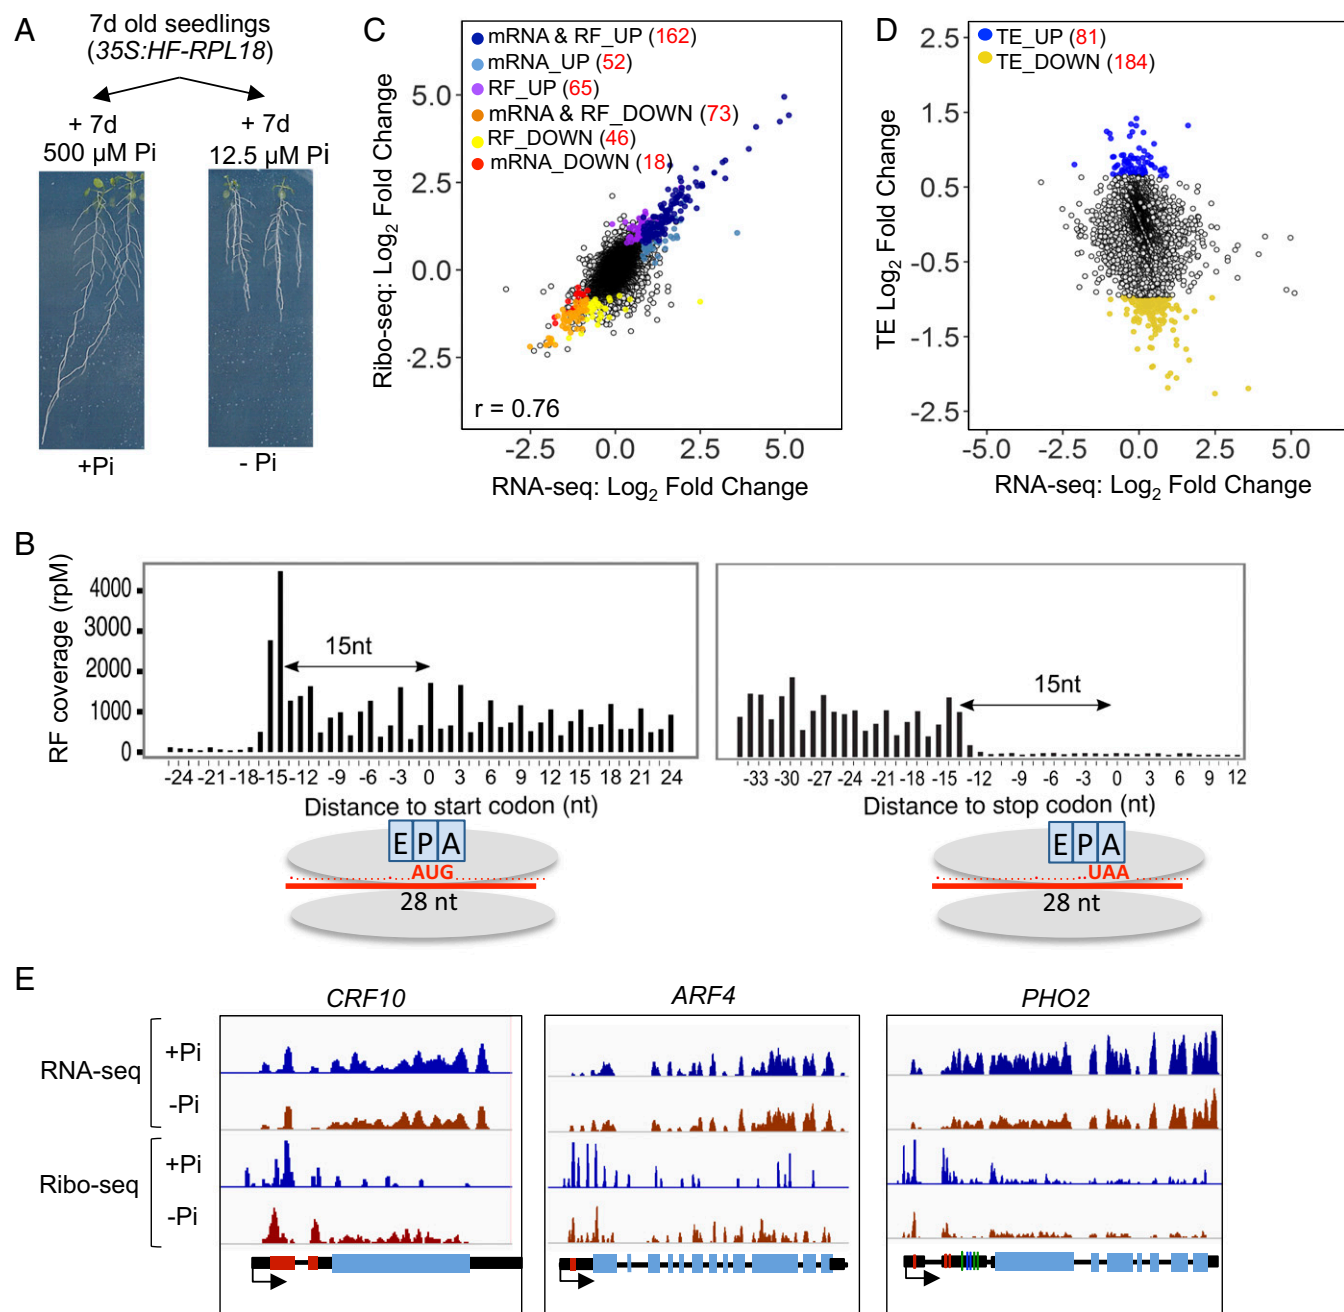 A
7d old seedlings
(35S:HF-RPL18)
+ 7d
500 µM Pi
+ 7d
12.5 µM Pi
+Pi
- Pi
C
mRNA & RF_UP (162)
mRNA_UP (52)
RF_UP (65)
mRNA & RF_DOWN (73)
RF_DOWN (46)
mRNA_DOWN (18)
Ribo-seq: Log2 Fold Change
5.0
2.5
0.0
-2.5
r = 0.76
-2.5 0.0 2.5 5.0
RNA-seq: Log2 Fold Change
D
TE_UP (81)
TE_DOWN (184)
TE Log2 Fold Change
2.5
1.5
0.5
-0.5
-1.5
-2.5
-5.0 -2.5 0.0 2.5 5.0
RNA-seq: Log2 Fold Change
B
RF coverage (rpM)
4000
3000
2000
1000
0
15nt
-24 -21 -18 -15 -12 -9 -6 -3 0 3 6 9 12 15 18 21 24
Distance to start codon (nt)
E P A
AUG
28 nt
15nt
-33 -30 -27 -24 -21 -18 -15 -12 -9 -6 -3 0 3 6 9 12
Distance to stop codon (nt)
E P A
UAA
28 nt
E
CRF10
ARF4
PHO2
RNA-seq
+Pi
-Pi
Ribo-seq
+Pi
-Pi